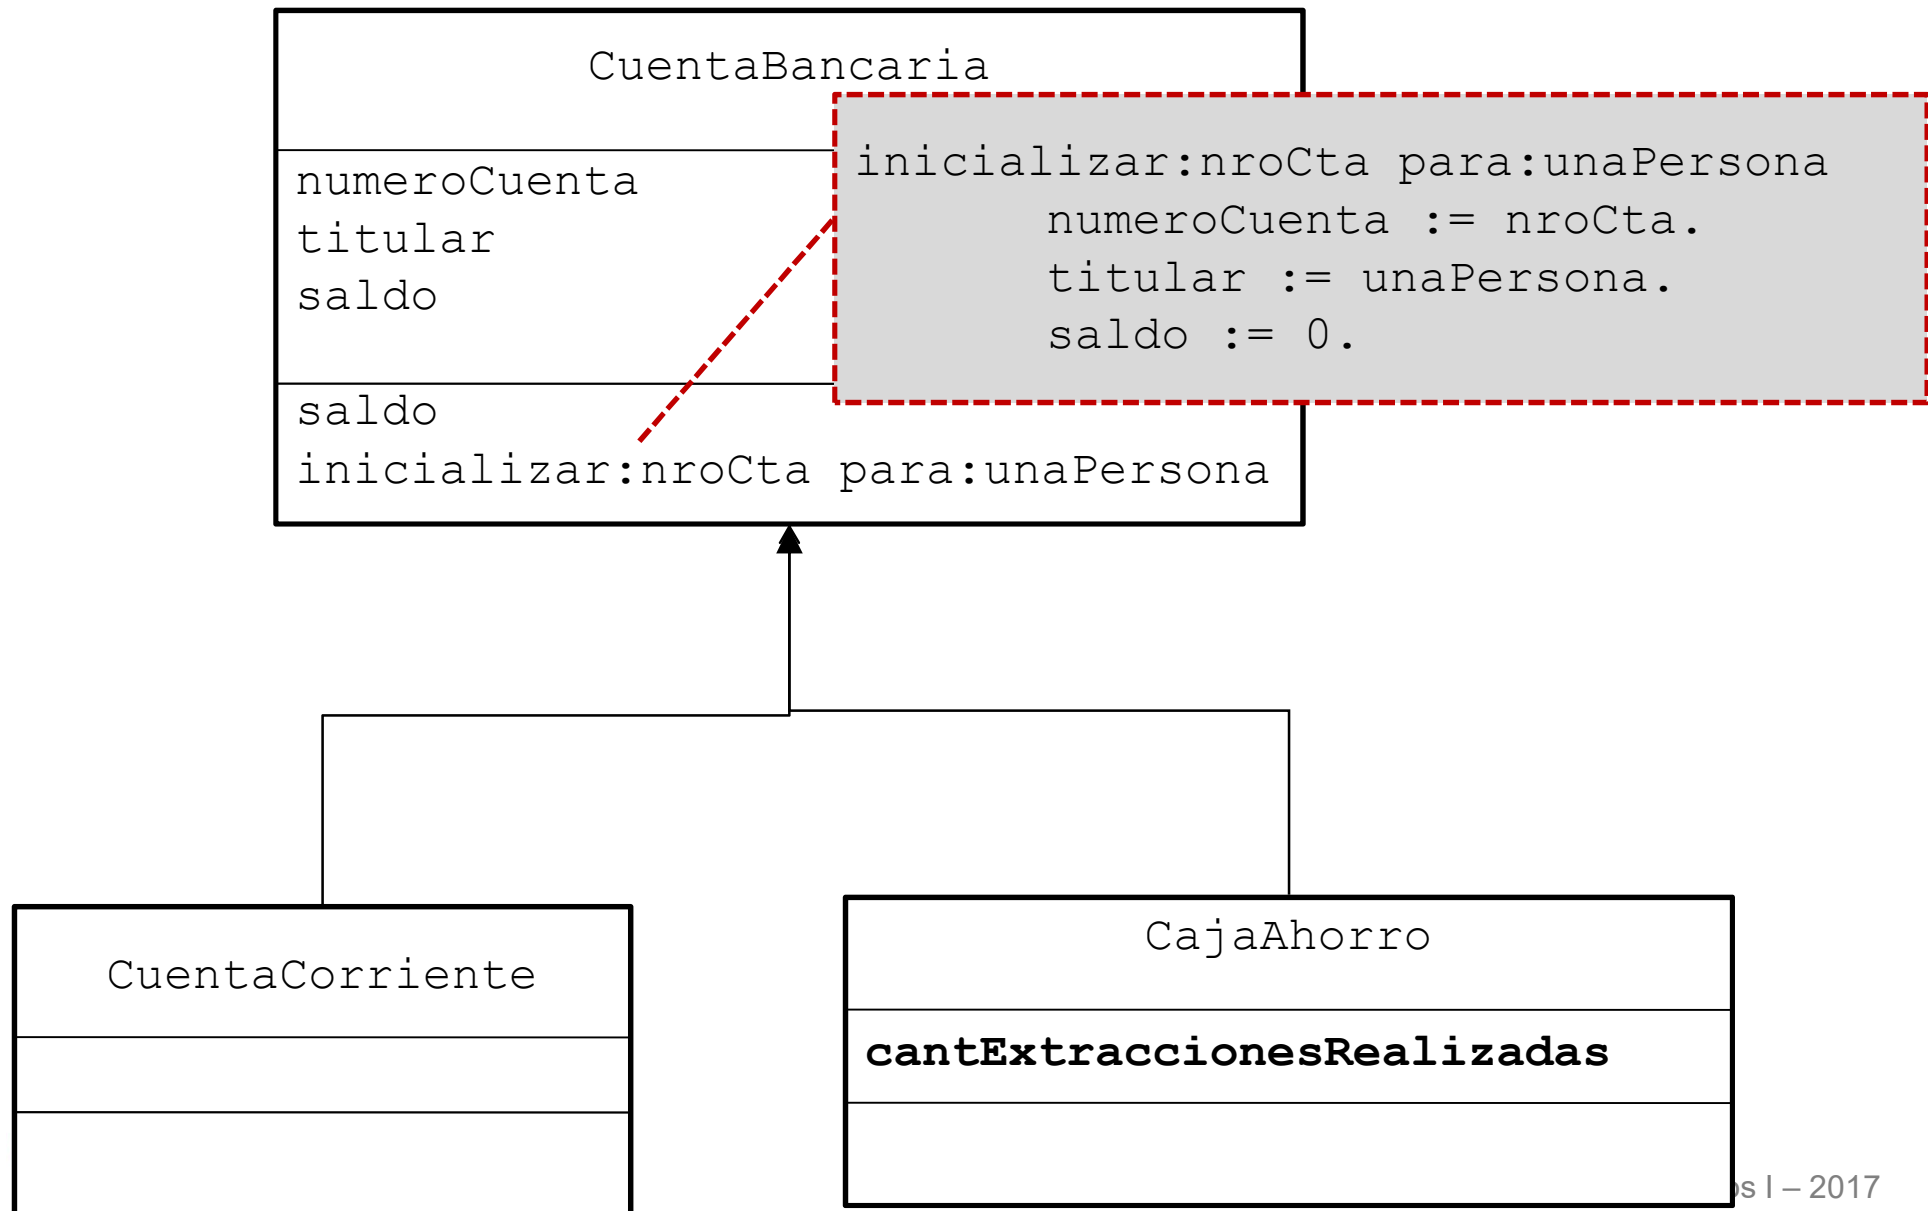 CuentaBancaria
numeroCuenta
titular
saldo
inicializar:nroCta para:unaPersona
numeroCuenta := nroCta.
titular := unaPersona.
saldo := 0.
saldo
inicializar:nroCta para:unaPersona
CuentaCorriente
CajaAhorro
cantExtraccionesRealizadas
I – 2017